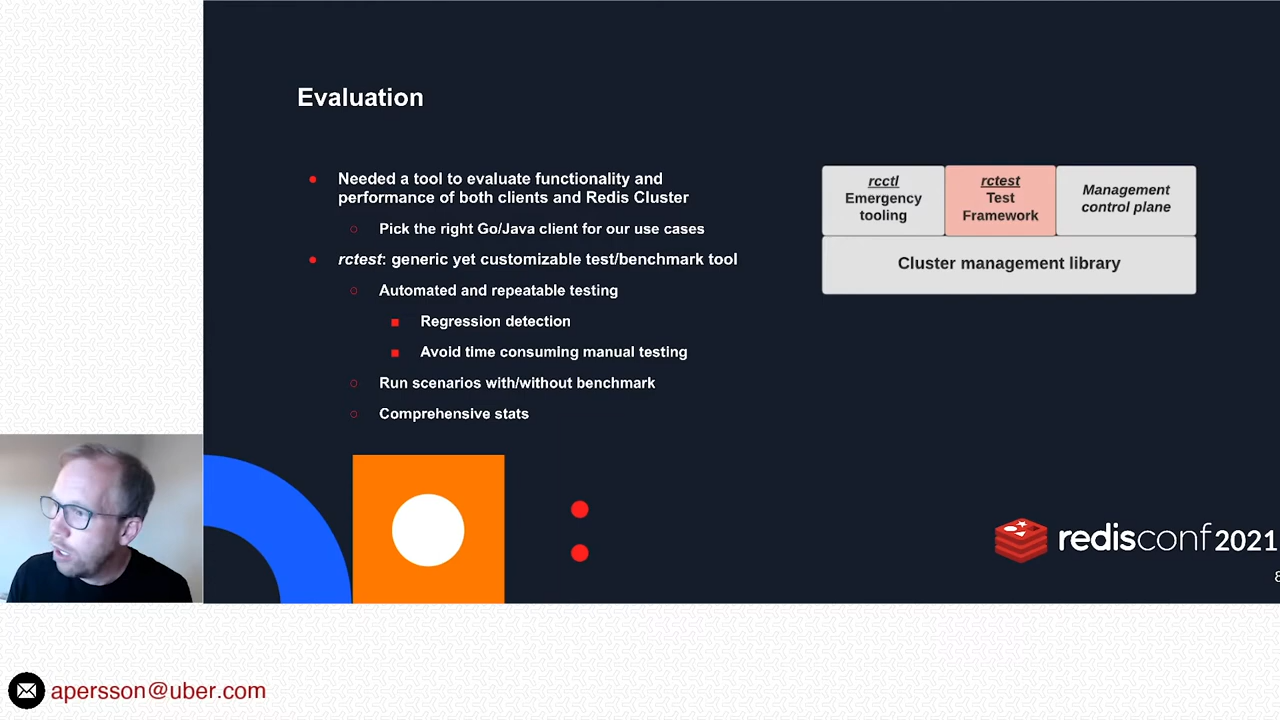 Evaluation
● Needed a tool to evaluate functionality and
performance of both clients and Redis Cluster
○ Pick the right Go/Java client for our use cases
● rctest: generic yet customizable test/benchmark tool
○ Automated and repeatable testing
■ Regression detection
■ Avoid time consuming manual testing
○ Run scenarios with/without benchmark
○ Comprehensive stats
rcctl
Emergency
tooling
rctest
Test
Framework
Management
control plane
Cluster management library
redisconf 2021
8
apersson@uber.com